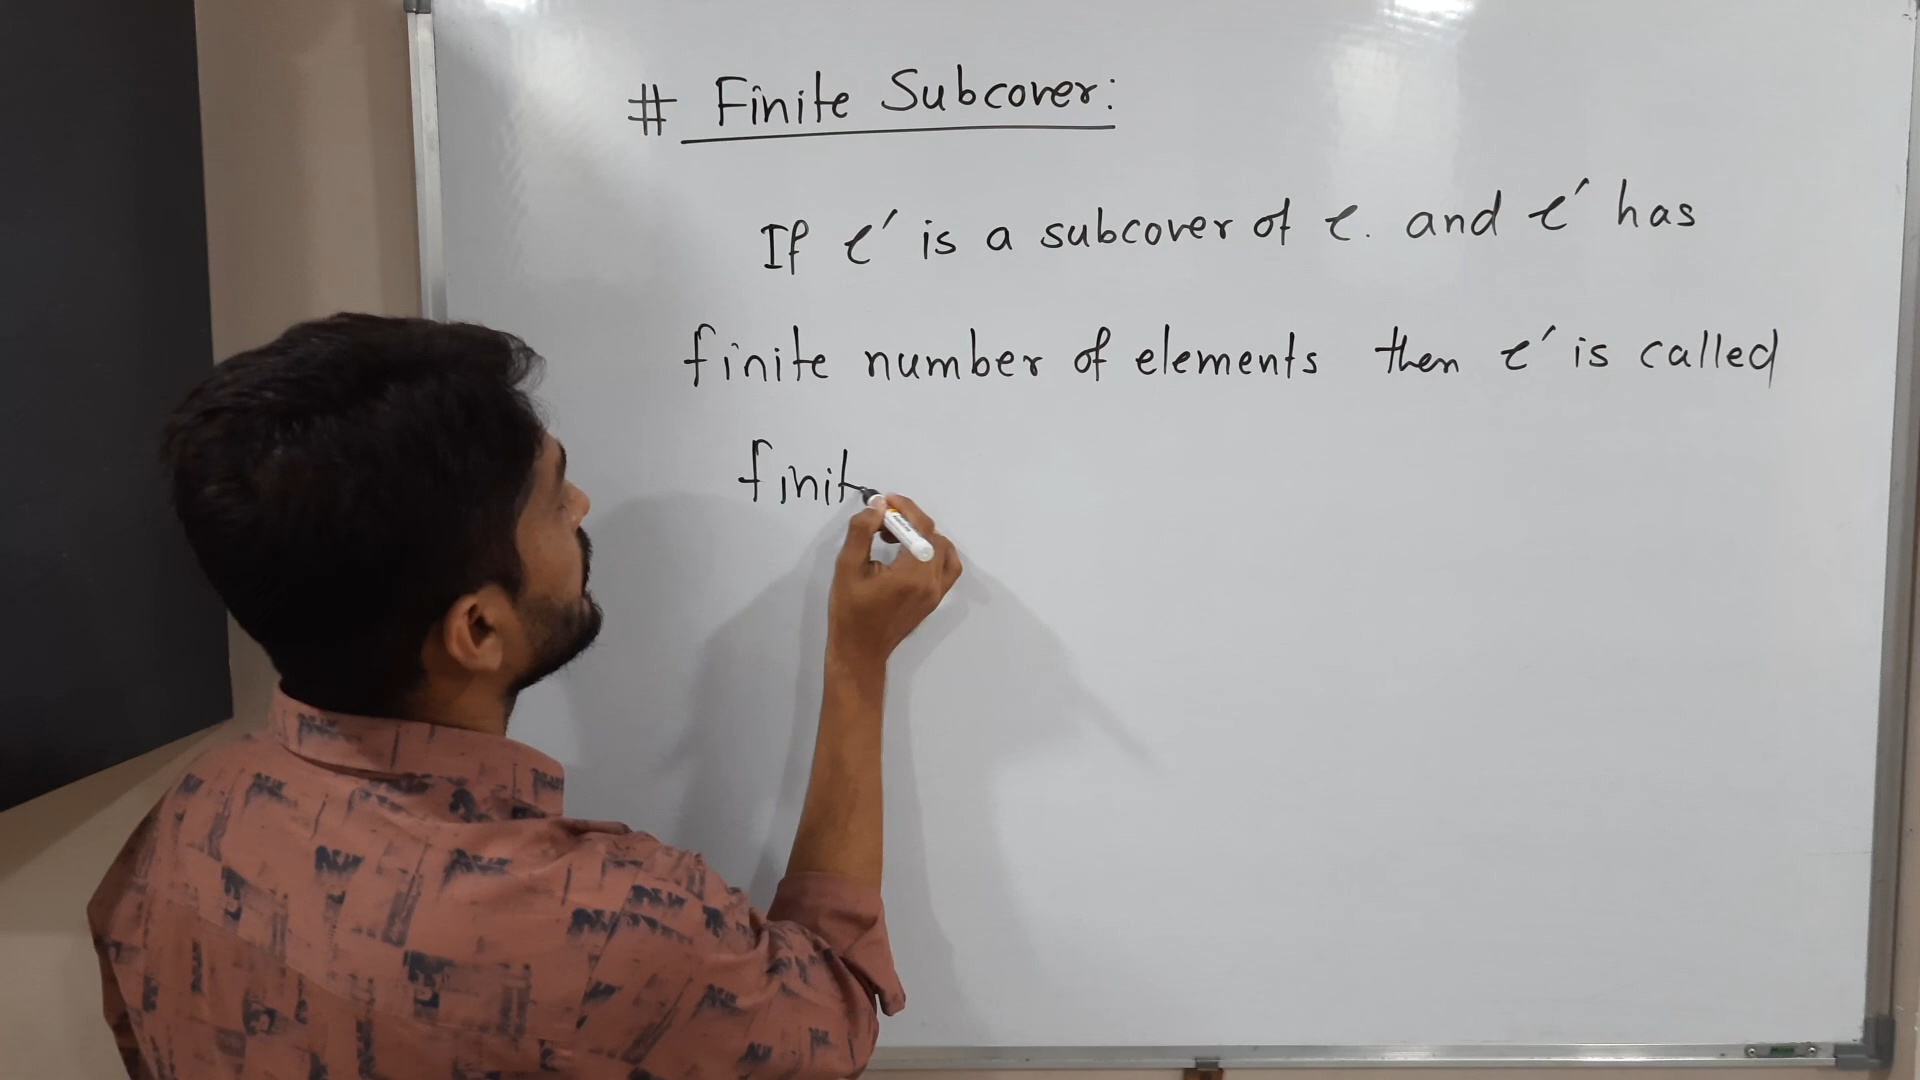 # Finite Subcover:
If τ′ is a subcover of τ. and τ′ has
finite number of elements then τ′ is called
finit